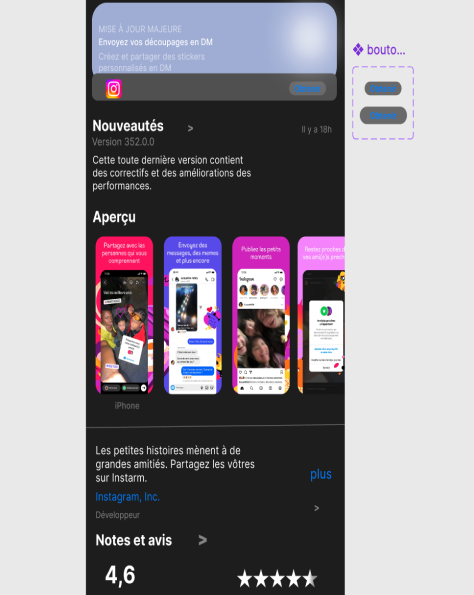 MISE À JOUR MAJEURE
Envoyez vos découpages en DM
Créez et partager des stickers
personnalisés en DM
bouto...
Nouveautés >
Il y a 18h
Version 352.0.0
Cette toute dernière version contient
des correctifs et des améliorations des
performances.
Aperçu
Partagez avec les
personnes qui vous
comprennent
Envoyez des
messages, des memes
et plus encore
Publiez les petits
moments
Restez proches d
vos ami(e)s proch
iPhone
Les petites histoires mènent à de
grandes amitiés. Partagez les vôtres
sur Instarm.
plus
Instagram, Inc.
Développeur
>
Notes et avis >
4,6